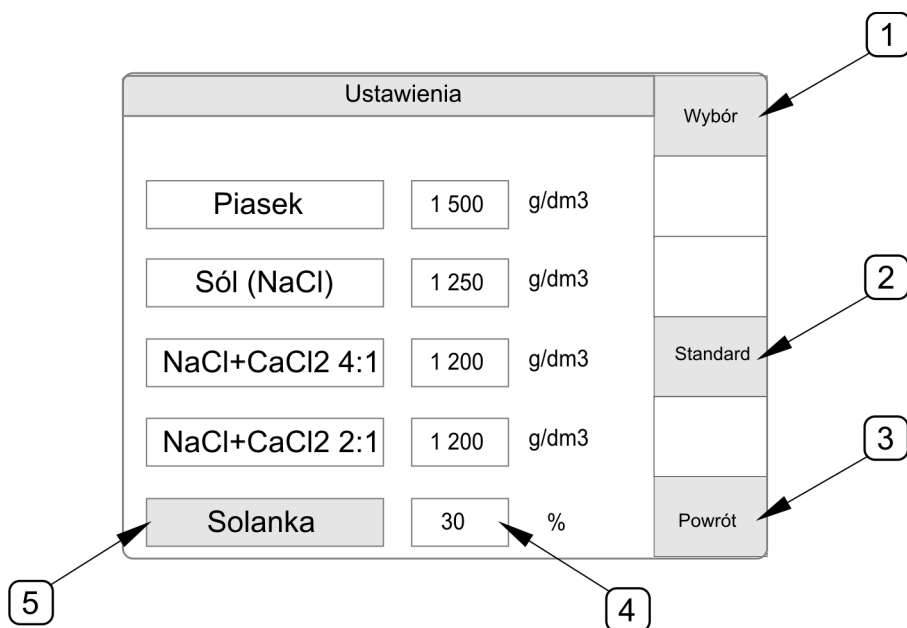 1
Ustawienia
Wybór
Piasek 1 500 g/dm3
Sól (NaCl) 1 250 g/dm3
2
NaCl+CaCl2 4:1 1 200 g/dm3
Standard
NaCl+CaCl2 2:1 1 200 g/dm3
3
Solanka 30 %
Powrót
5
4